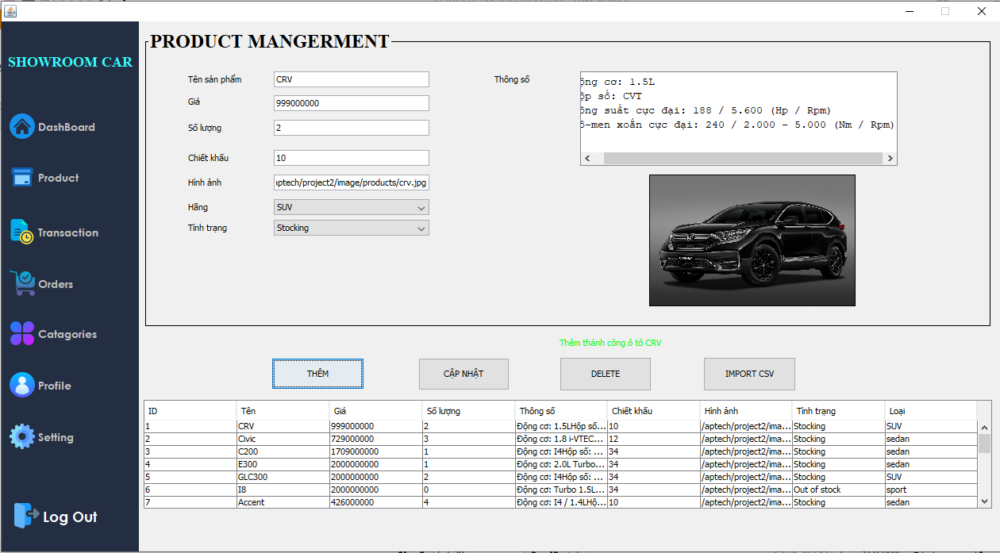 SHOWROOM CAR
DashBoard
Product
Transaction
Orders
Catagories
Profile
Setting
Log Out
PRODUCT MANGERMENT
Tên sản phẩm CRV
Giá 999000000
Số lượng 2
Chiết khấu 10
Hình ảnh aptech/project2/image/products/crv.jpg
Hãng SUV
Tình trạng Stocking
Thông số
ộng cơ: 1.5L
ộp số: CVT
ông suất cực đại: 188 / 5.600 (Hp / Rpm)
ô-men xoắn cực đại: 240 / 2.000 - 5.000 (Nm / Rpm)
Thêm thành công ô tô CRV
THÊM CẬP NHẬT DELETE IMPORT CSV
ID Tên Giá Số lượng Thông số Chiết khấu Hình ảnh Tình trạng Loại
1 CRV 999000000 2 Động cơ: 1.5LHộp số... 10 /aptech/project2/ima... Stocking SUV
2 Civic 729000000 3 Động cơ: 1.8 i-VTEC... 12 /aptech/project2/ima... Stocking sedan
3 C200 1709000000 1 Động cơ: I4Hộp số: ... 34 /aptech/project2/ima... Stocking sedan
4 E300 2000000000 1 Động cơ: 2.0L Turbo... 34 /aptech/project2/ima... Stocking sedan
5 GLC300 2000000000 2 Động cơ: I4Hộp số: ... 34 /aptech/project2/ima... Stocking SUV
6 I8 2000000000 0 Động cơ: Turbo 1.5L... 34 /aptech/project2/ima... Out of stock sport
7 Accent 426000000 4 Động cơ: I4 / 1.4LHộ... 10 /aptech/project2/ima... Stocking sedan